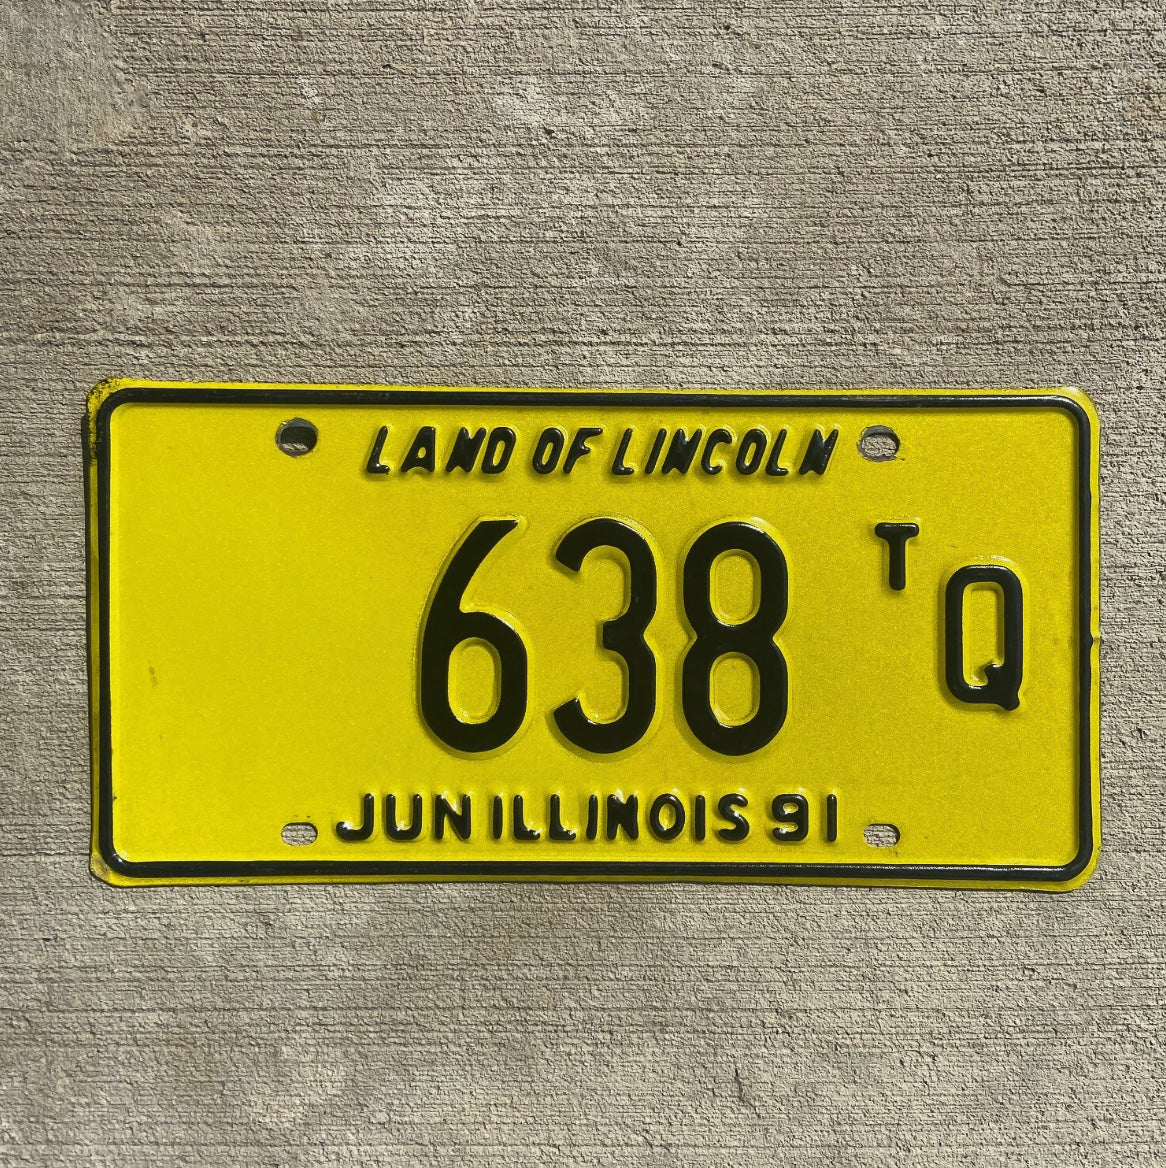 LAND OF LINCOLN
638 T Q
JUN ILLINOIS 91